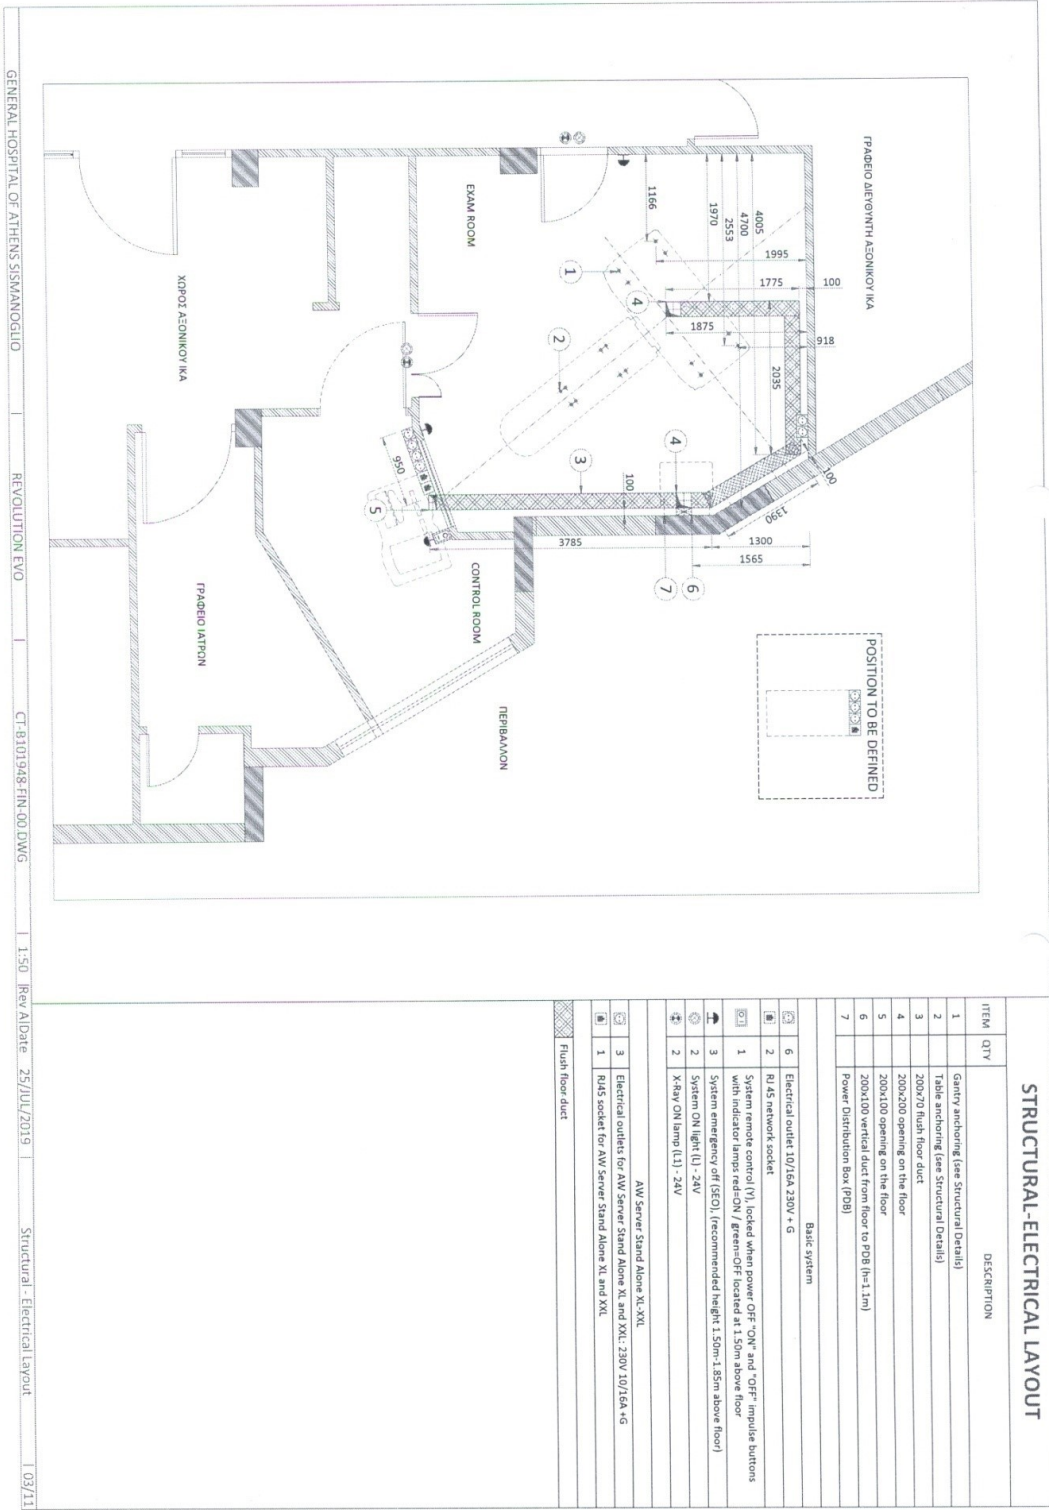 STRUCTURAL-ELECTRICAL LAYOUT
ITEM QTY DESCRIPTION
1 Gantry anchoring (see Structural Details)
2 Table anchoring (see Structural Details)
3 200x70 flush floor duct
4 200x200 opening on the floor
5 200x100 opening on the floor
6 200x100 vertical duct from floor to PDB (h=1.1m)
7 Power Distribution Box (PDB)
Basic system
6 Electrical outlet 10/16A 230V + G
2 RJ 45 network socket
1 System remote control (Y), locked when power OFF "ON" and "OFF" impulse buttons
with indicator lamps red=ON / green=OFF located at 1.50m above floor
3 System emergency off (SEO), (recommended height 1.50m-1.85m above floor)
2 System ON light (L) - 24V
2 X-Ray ON lamp (L1) - 24V
AW Server Stand Alone XL-XXL
3 Electrical outlets for AW Server Stand Alone XL and XXL: 230V 10/16A +G
1 RJ45 socket for AW Server Stand Alone XL and XXL
Flush floor duct
ΓΡΑΦΕΙΟ ΔΙΕΥΘΥΝΤΗ ΑΞΟΝΙΚΟΥ ΙΚΑ
POSITION TO BE DEFINED
4005
4700
2553
1970
1166
1995
1775
100
1875
918
2035
100
1390
1300
1565
3785
100
950
1
2
3
4
4
5
6
7
EXAM ROOM
CONTROL ROOM
ΠΕΡΙΒΑΛΛΟΝ
ΧΩΡΟΣ ΑΞΟΝΙΚΟΥ ΙΚΑ
ΓΡΑΦΕΙΟ ΙΑΤΡΩΝ
GENERAL HOSPITAL OF ATHENS SISMANOGLIO | REVOLUTION EVO | CT-B101948-FIN-00.DWG | 1:50 |Rev A|Date 25/JUL/2019 | Structural - Electrical Layout | 03/11